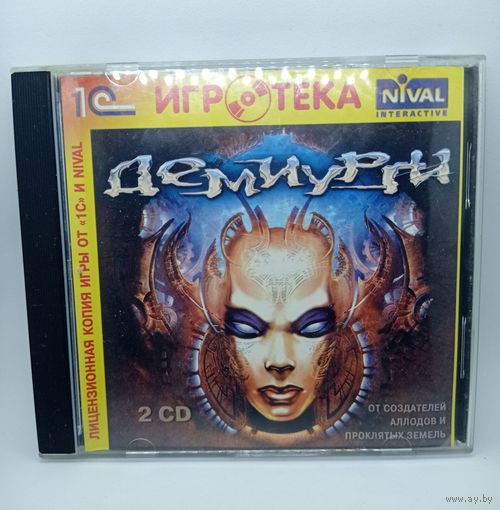 1С ИГРОТЕКА NIVAL
INTERACTIVE
ДЕМИУРГИ
ЛИЦЕНЗИОННАЯ КОПИЯ ИГРЫ ОТ «1С» И NIVAL
2 CD
ОТ СОЗДАТЕЛЕЙ
АЛЛОДОВ И
ПРОКЛЯТЫХ ЗЕМЕЛЬ
www.ay.by